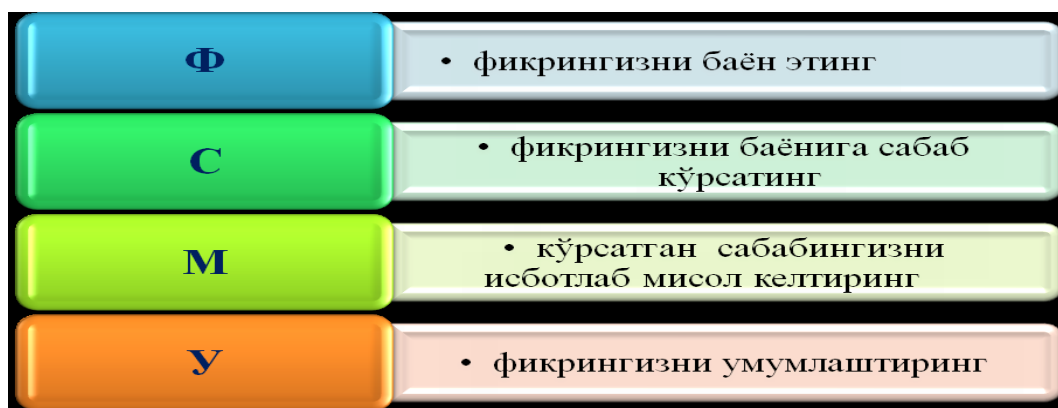 Ф
• фикрингизни баён этинг
С
• фикрингизни баёнига сабаб
кўрсатинг
М
• кўрсатган сабабингизни
исботлаб мисол келтиринг
У
• фикрингизни умумлаштиринг